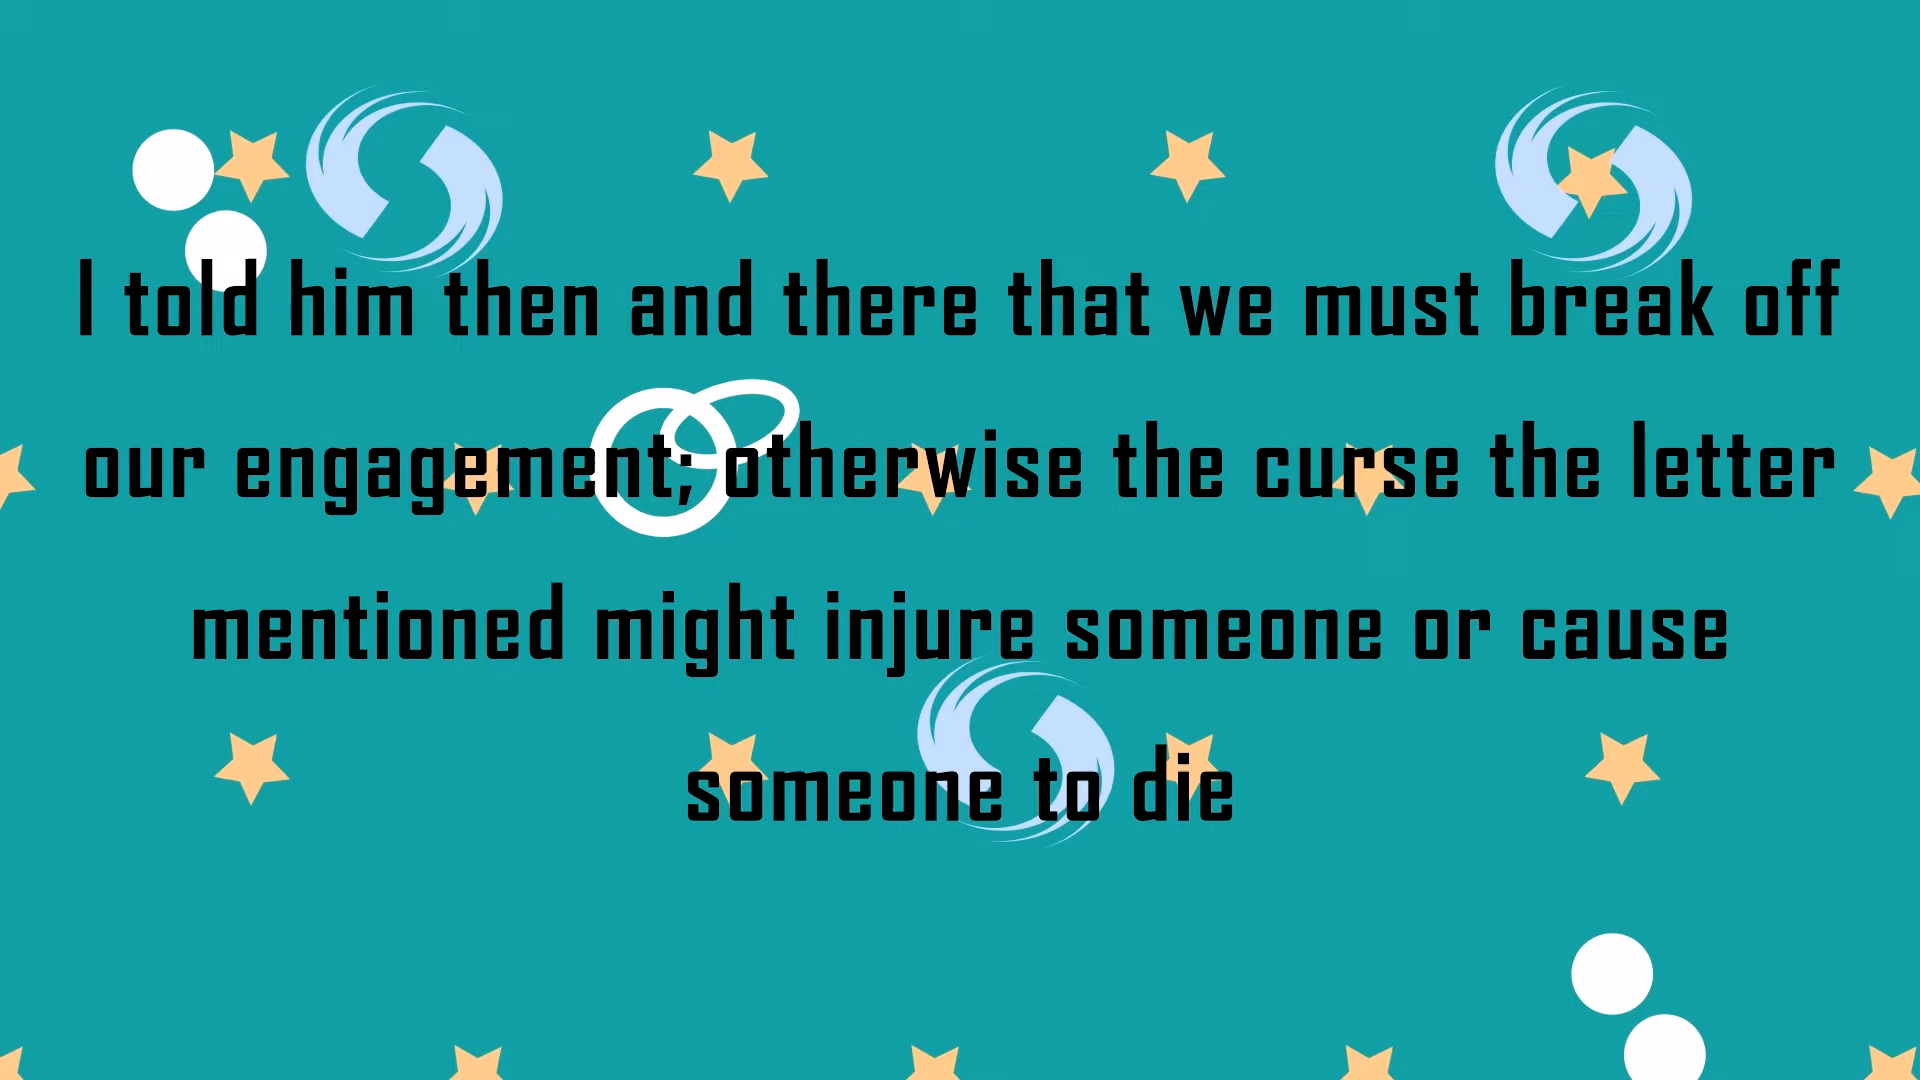 I told him then and there that we must break off
our engagement; otherwise the curse the letter
mentioned might injure someone or cause
someone to die